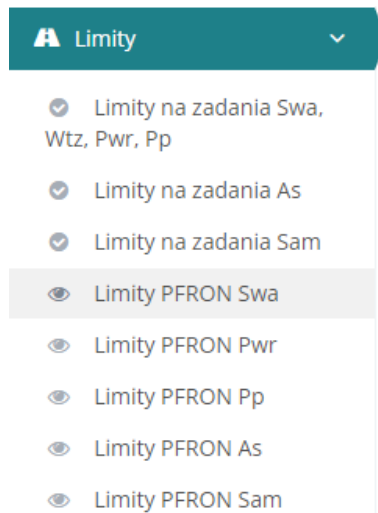 Limity
Limity na zadania Swa,
Wtz, Pwr, Pp
Limity na zadania As
Limity na zadania Sam
Limity PFRON Swa
Limity PFRON Pwr
Limity PFRON Pp
Limity PFRON As
Limity PFRON Sam